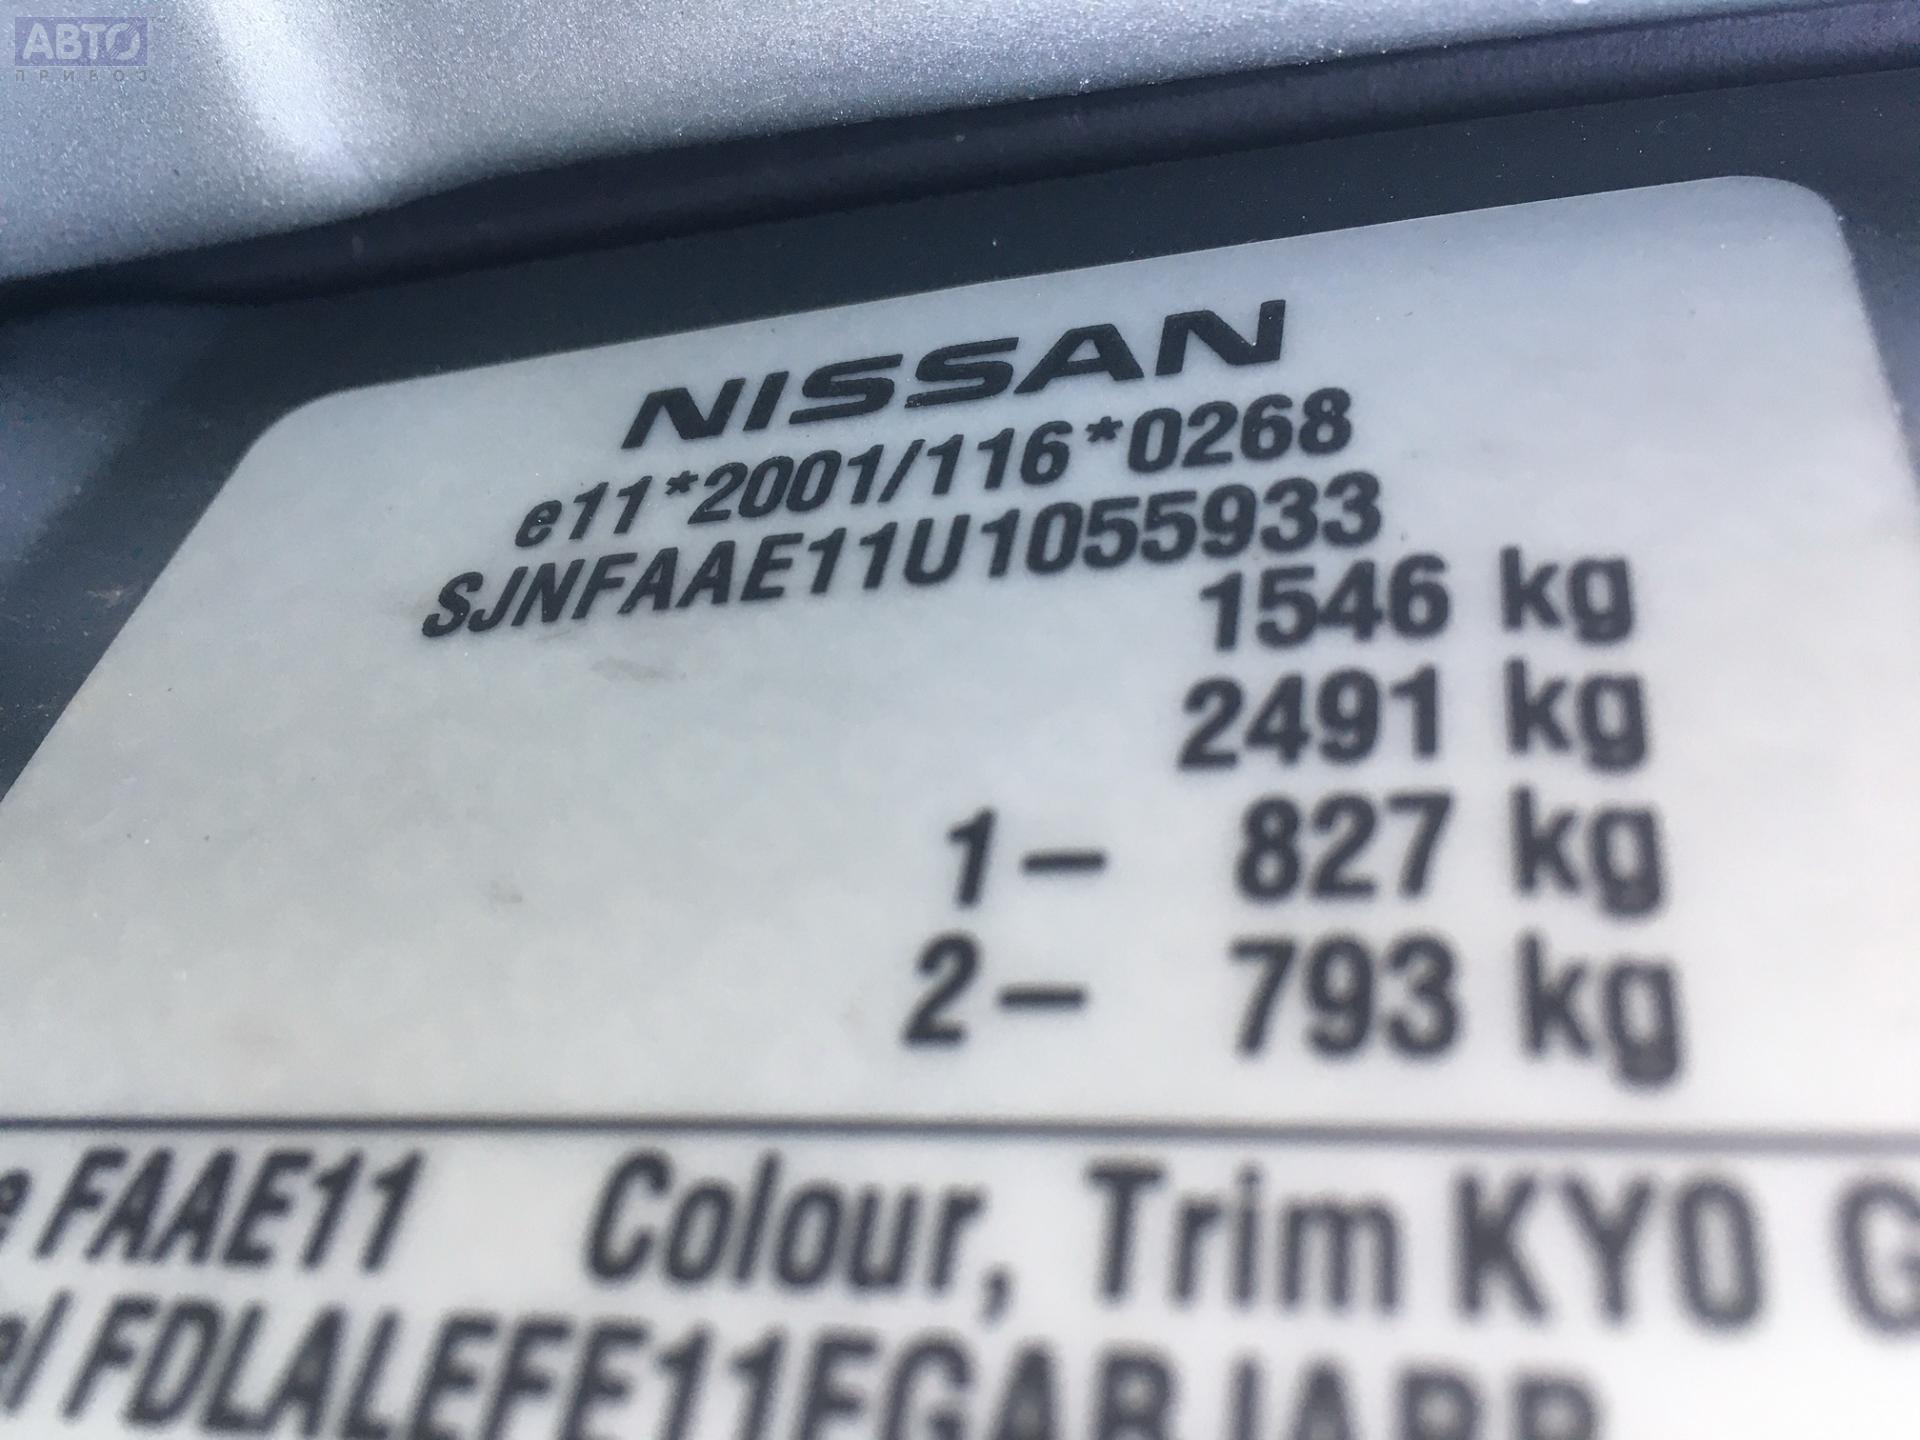 АВТО
ПРИВОЗ
NISSAN
e11*2001/116*0268
SJNFAAE11U1055933
1546 kg
2491 kg
1- 827 kg
2- 793 kg
FAAE11 Colour, Trim KY0 G